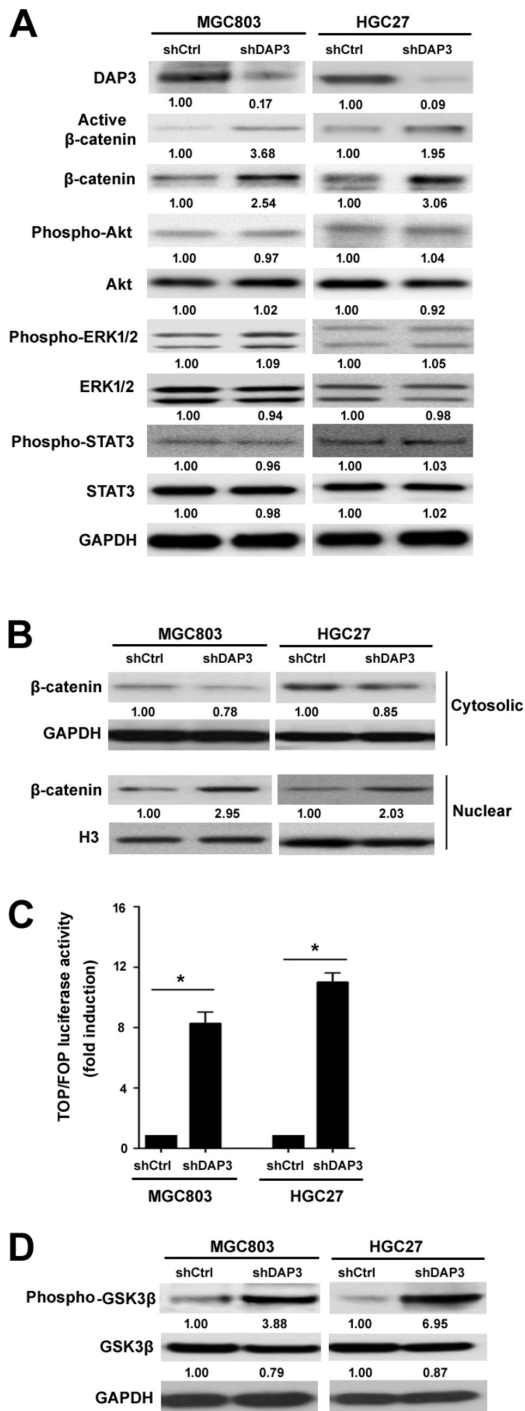 A
MGC803 HGC27
shCtrl shDAP3 shCtrl shDAP3
DAP3
1.00 0.17 1.00 0.09
Active
β-catenin
1.00 3.68 1.00 1.95
β-catenin
1.00 2.54 1.00 3.06
Phospho-Akt
1.00 0.97 1.00 1.04
Akt
1.00 1.02 1.00 0.92
Phospho-ERK1/2
1.00 1.09 1.00 1.05
ERK1/2
1.00 0.94 1.00 0.98
Phospho-STAT3
1.00 0.96 1.00 1.03
STAT3
1.00 0.98 1.00 1.02
GAPDH
B
MGC803 HGC27
shCtrl shDAP3 shCtrl shDAP3
β-catenin
1.00 0.78 1.00 0.85
Cytosolic
GAPDH
β-catenin
1.00 2.95 1.00 2.03
Nuclear
H3
C
TOP/FOP luciferase activity
(fold induction)
16
12
8
4
0
* *
shCtrl shDAP3 shCtrl shDAP3
MGC803 HGC27
D
MGC803 HGC27
shCtrl shDAP3 shCtrl shDAP3
Phospho-GSK3β
1.00 3.88 1.00 6.95
GSK3β
1.00 0.79 1.00 0.87
GAPDH